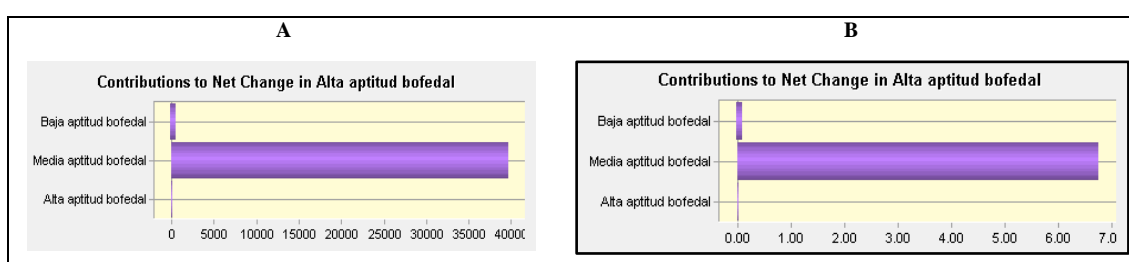 A
B
Contributions to Net Change in Alta aptitud bofedal
Baja aptitud bofedal
Media aptitud bofedal
Alta aptitud bofedal
0 5000 10000 15000 20000 25000 30000 35000 4000
Contributions to Net Change in Alta aptitud bofedal
Baja aptitud bofedal
Media aptitud bofedal
Alta aptitud bofedal
0.00 1.00 2.00 3.00 4.00 5.00 6.00 7.0